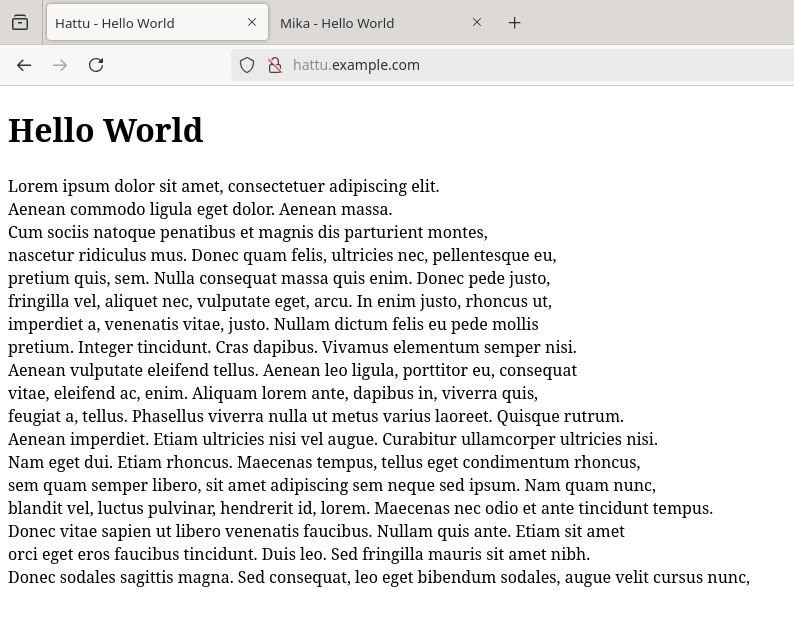 Hattu - Hello World
Mika - Hello World
hattu.example.com
Hello World
Lorem ipsum dolor sit amet, consectetuer adipiscing elit.
Aenean commodo ligula eget dolor. Aenean massa.
Cum sociis natoque penatibus et magnis dis parturient montes,
nascetur ridiculus mus. Donec quam felis, ultricies nec, pellentesque eu,
pretium quis, sem. Nulla consequat massa quis enim. Donec pede justo,
fringilla vel, aliquet nec, vulputate eget, arcu. In enim justo, rhoncus ut,
imperdiet a, venenatis vitae, justo. Nullam dictum felis eu pede mollis
pretium. Integer tincidunt. Cras dapibus. Vivamus elementum semper nisi.
Aenean vulputate eleifend tellus. Aenean leo ligula, porttitor eu, consequat
vitae, eleifend ac, enim. Aliquam lorem ante, dapibus in, viverra quis,
feugiat a, tellus. Phasellus viverra nulla ut metus varius laoreet. Quisque rutrum.
Aenean imperdiet. Etiam ultricies nisi vel augue. Curabitur ullamcorper ultricies nisi.
Nam eget dui. Etiam rhoncus. Maecenas tempus, tellus eget condimentum rhoncus,
sem quam semper libero, sit amet adipiscing sem neque sed ipsum. Nam quam nunc,
blandit vel, luctus pulvinar, hendrerit id, lorem. Maecenas nec odio et ante tincidunt tempus.
Donec vitae sapien ut libero venenatis faucibus. Nullam quis ante. Etiam sit amet
orci eget eros faucibus tincidunt. Duis leo. Sed fringilla mauris sit amet nibh.
Donec sodales sagittis magna. Sed consequat, leo eget bibendum sodales, augue velit cursus nunc,